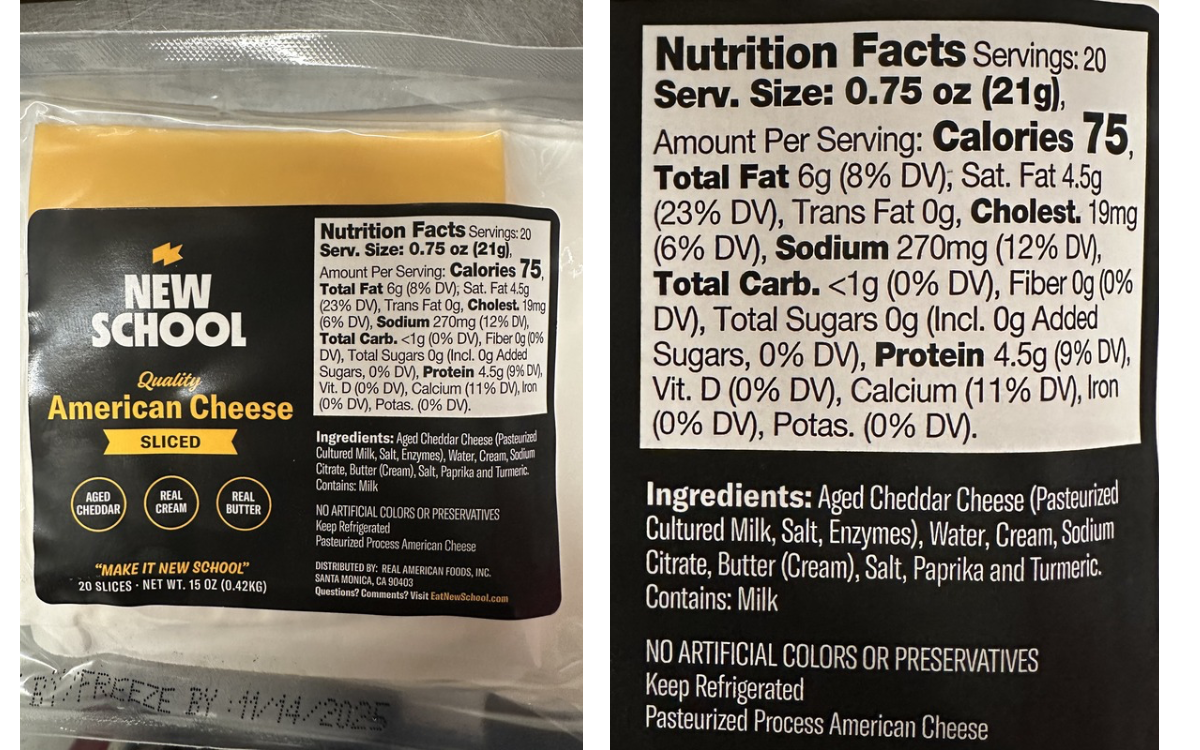 NEW
SCHOOL
Quality
American Cheese
SLICED
AGED
CHEDDAR
REAL
CREAM
REAL
BUTTER
"MAKE IT NEW SCHOOL"
20 SLICES · NET WT. 15 OZ (0.42KG)
Nutrition Facts Servings: 20
Serv. Size: 0.75 oz (21g),
Amount Per Serving: Calories 75,
Total Fat 6g (8% DV), Sat. Fat 4.5g
(23% DV), Trans Fat 0g, Cholest. 19mg
(6% DV), Sodium 270mg (12% DV),
Total Carb. <1g (0% DV), Fiber 0g (0%
DV), Total Sugars 0g (Incl. 0g Added
Sugars, 0% DV), Protein 4.5g (9% DV),
Vit. D (0% DV), Calcium (11% DV), Iron
(0% DV), Potas. (0% DV).
Ingredients: Aged Cheddar Cheese (Pasteurized
Cultured Milk, Salt, Enzymes), Water, Cream, Sodium
Citrate, Butter (Cream), Salt, Paprika and Turmeric.
Contains: Milk
NO ARTIFICIAL COLORS OR PRESERVATIVES
Keep Refrigerated
Pasteurized Process American Cheese
DISTRIBUTED BY: REAL AMERICAN FOODS, INC.
SANTA MONICA, CA 90403
Questions? Comments? Visit EatNewSchool.com
BY/FREEZE BY :11/14/2025
Nutrition Facts Servings: 20
Serv. Size: 0.75 oz (21g),
Amount Per Serving: Calories 75,
Total Fat 6g (8% DV), Sat. Fat 4.5g
(23% DV), Trans Fat 0g, Cholest. 19mg
(6% DV), Sodium 270mg (12% DV),
Total Carb. <1g (0% DV), Fiber 0g (0%
DV), Total Sugars 0g (Incl. 0g Added
Sugars, 0% DV), Protein 4.5g (9% DV),
Vit. D (0% DV), Calcium (11% DV), Iron
(0% DV), Potas. (0% DV).
Ingredients: Aged Cheddar Cheese (Pasteurized
Cultured Milk, Salt, Enzymes), Water, Cream, Sodium
Citrate, Butter (Cream), Salt, Paprika and Turmeric.
Contains: Milk
NO ARTIFICIAL COLORS OR PRESERVATIVES
Keep Refrigerated
Pasteurized Process American Cheese